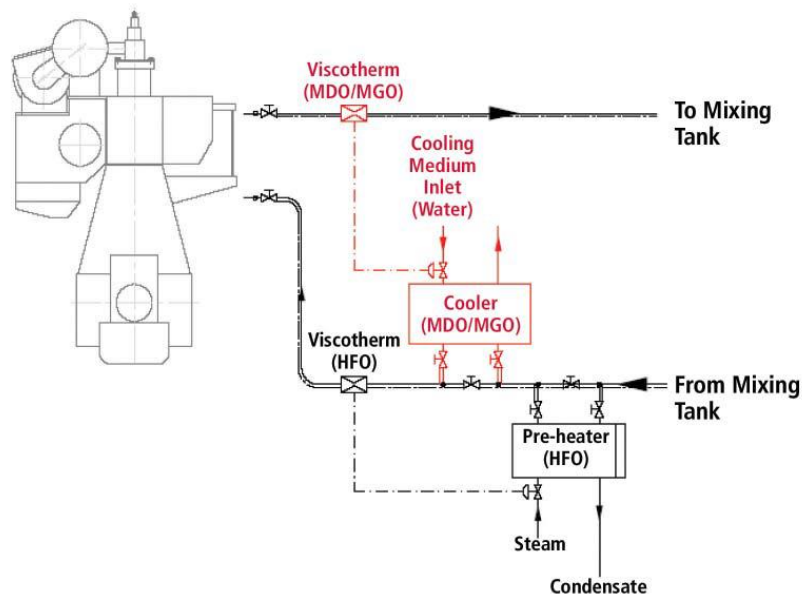 Viscotherm
(MDO/MGO)
To Mixing
Tank
Cooling
Medium
Inlet
(Water)
Cooler
(MDO/MGO)
Viscotherm
(HFO)
From Mixing
Tank
Pre-heater
(HFO)
Steam
Condensate